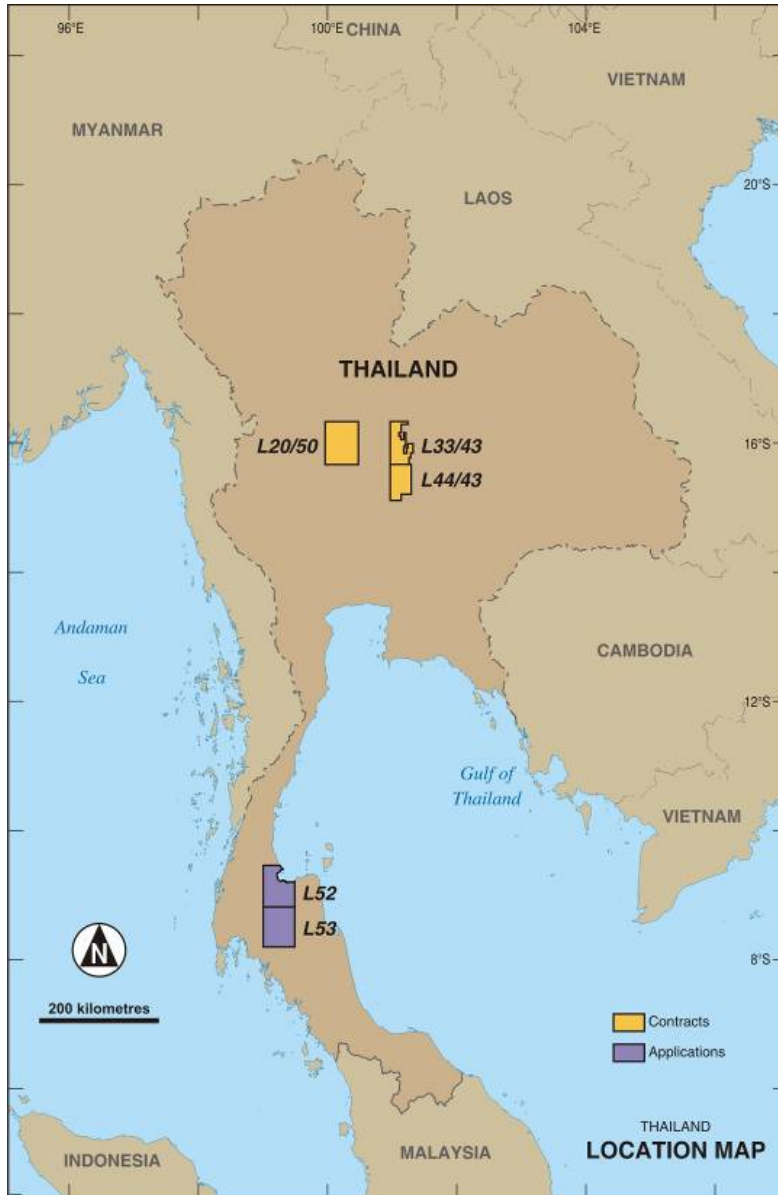 96°E
100°E
104°E
CHINA
VIETNAM
MYANMAR
20°S
LAOS
THAILAND
L20/50
L33/43
16°S
L44/43
Andaman
Sea
CAMBODIA
12°S
Gulf of
Thailand
VIETNAM
L52
L53
N
8°S
200 kilometres
Contracts
Applications
THAILAND
LOCATION MAP
MALAYSIA
INDONESIA